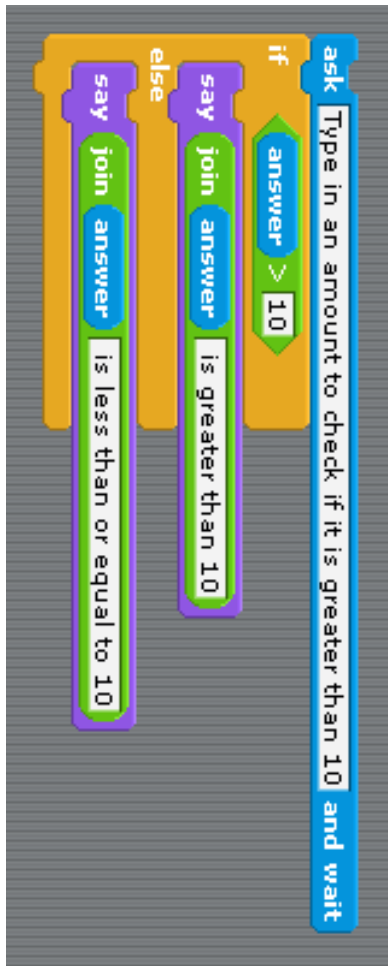 ask Type in an amount to check if it is greater than 10 and wait
if answer > 10
say join answer is greater than 10
else
say join answer is less than or equal to 10